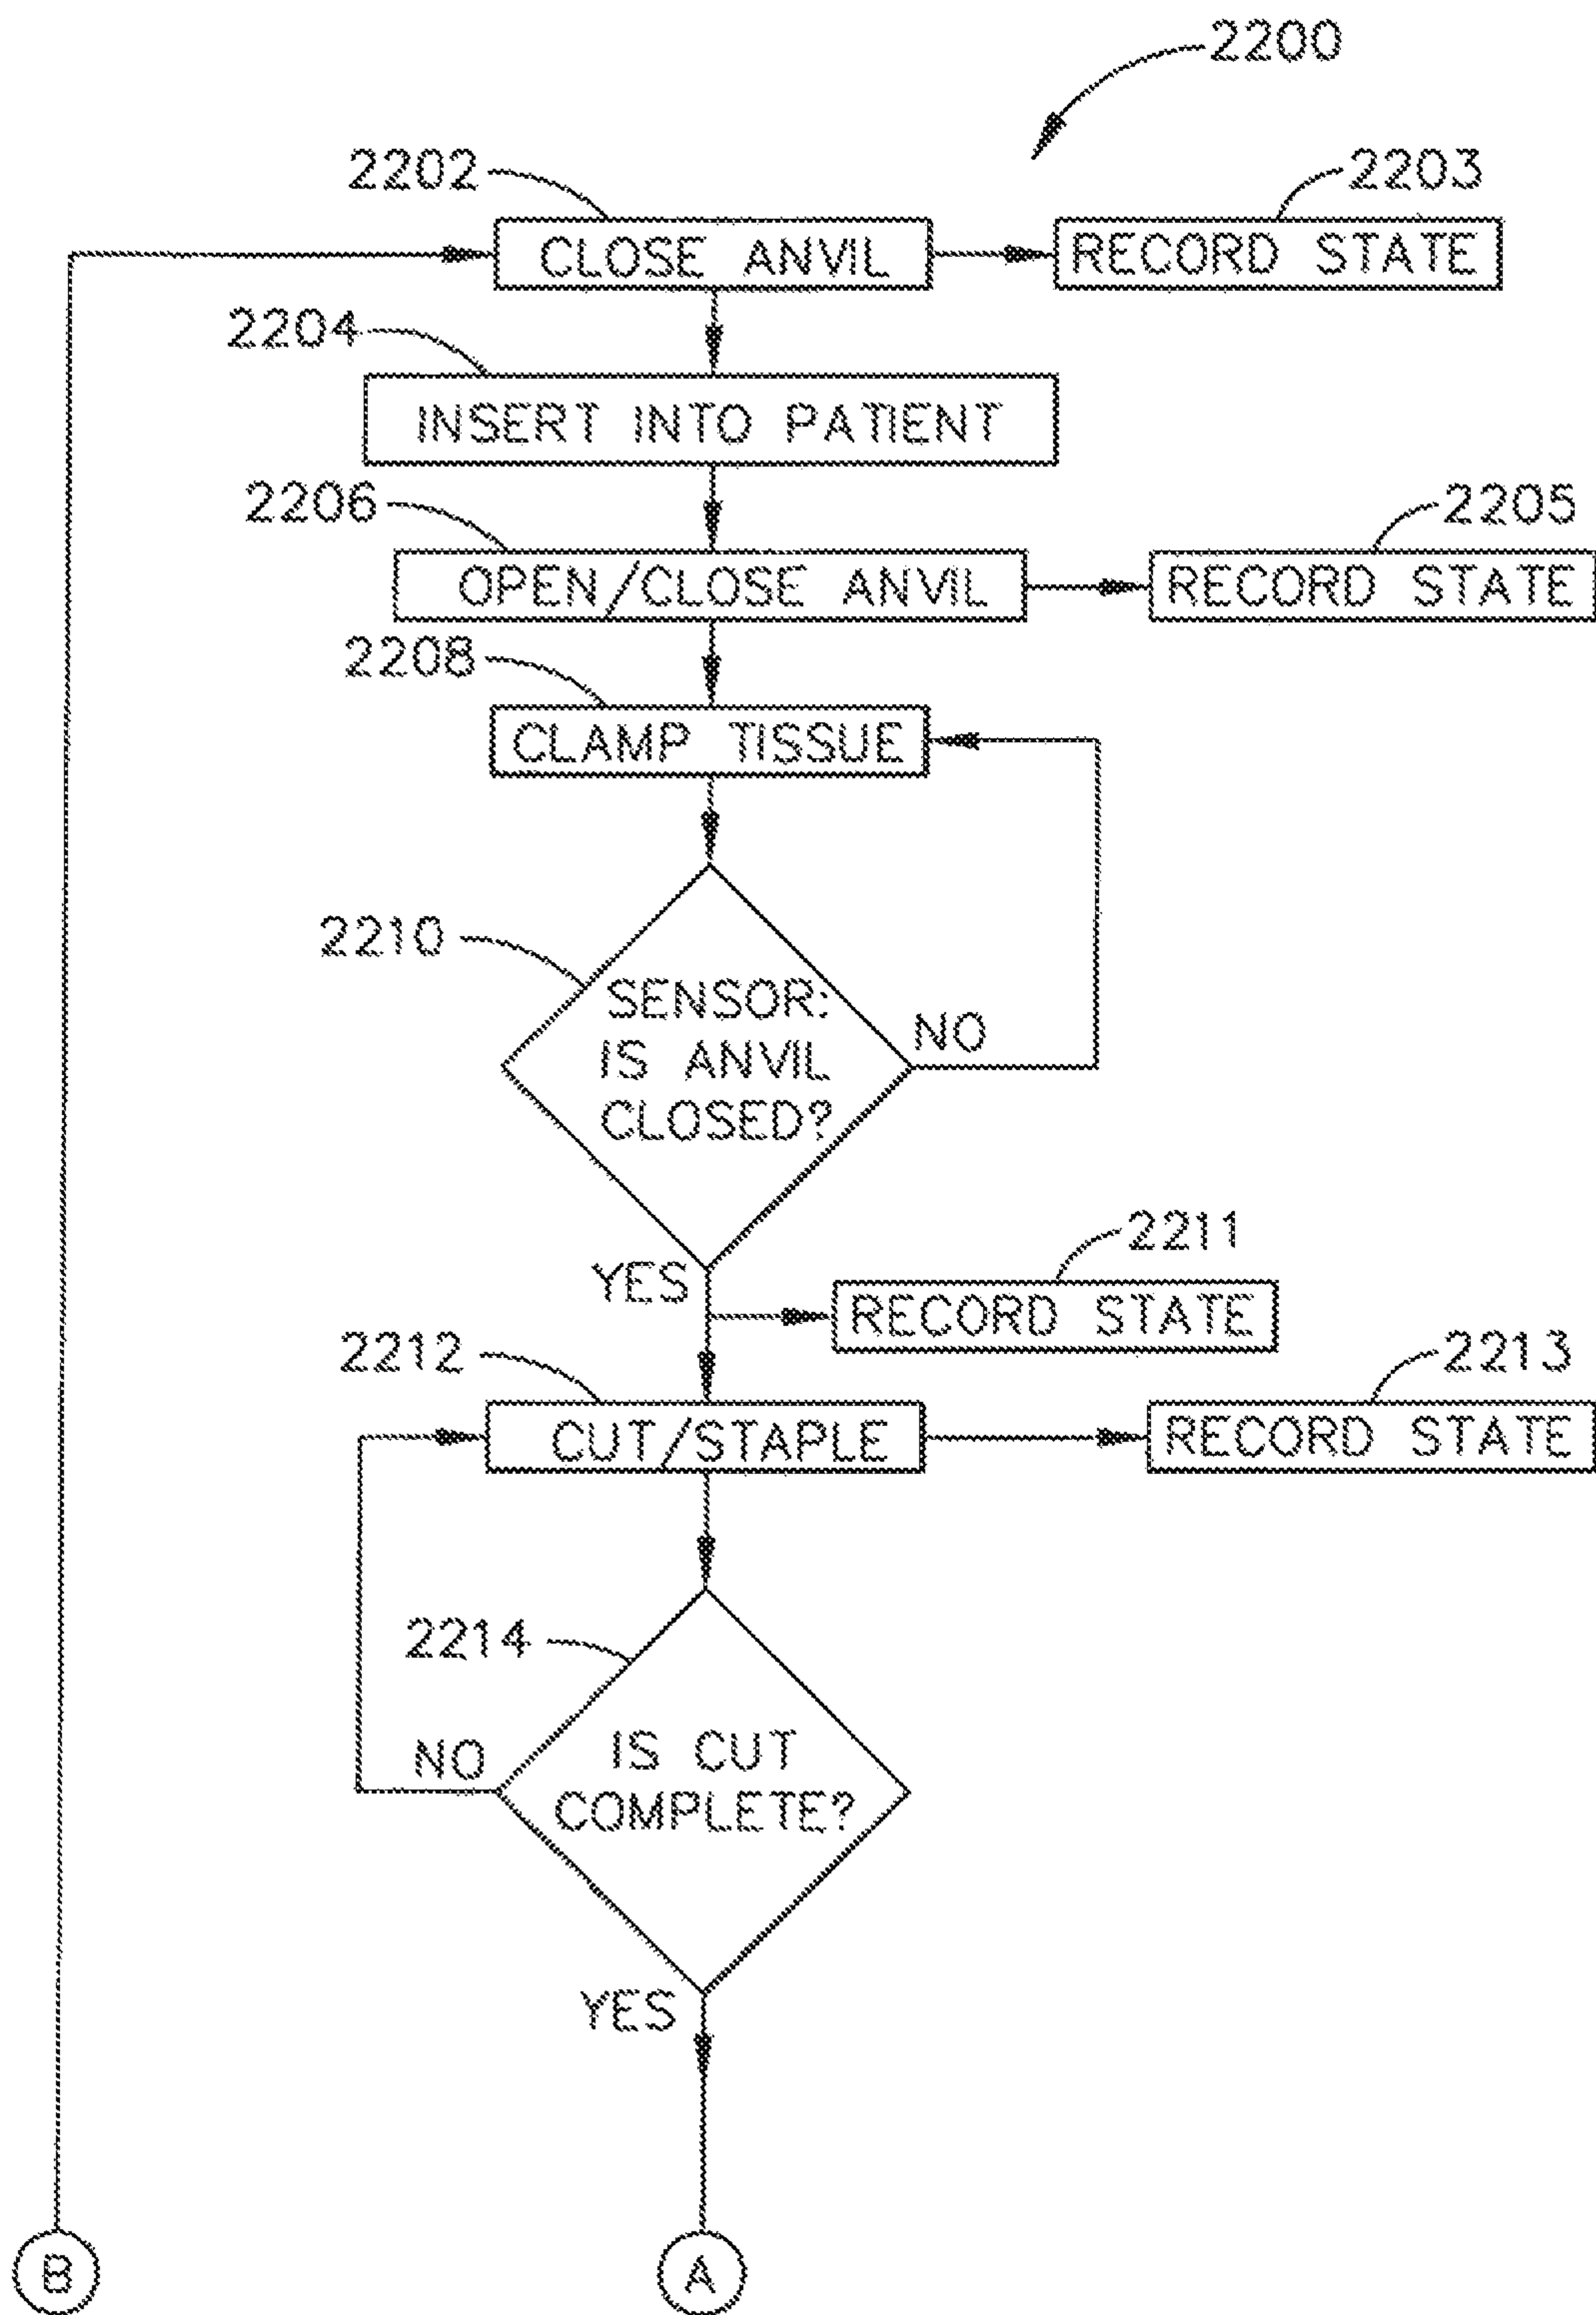 2200
2202
2203
CLOSE ANVIL
RECORD STATE
2204
INSERT INTO PATIENT
2206
2205
OPEN/CLOSE ANVIL
RECORD STATE
2208
CLAMP TISSUE
2210
SENSOR:
IS ANVIL
CLOSED?
NO
YES
2211
RECORD STATE
2212
2213
CUT/STAPLE
RECORD STATE
2214
IS CUT
COMPLETE?
NO
YES
B
A